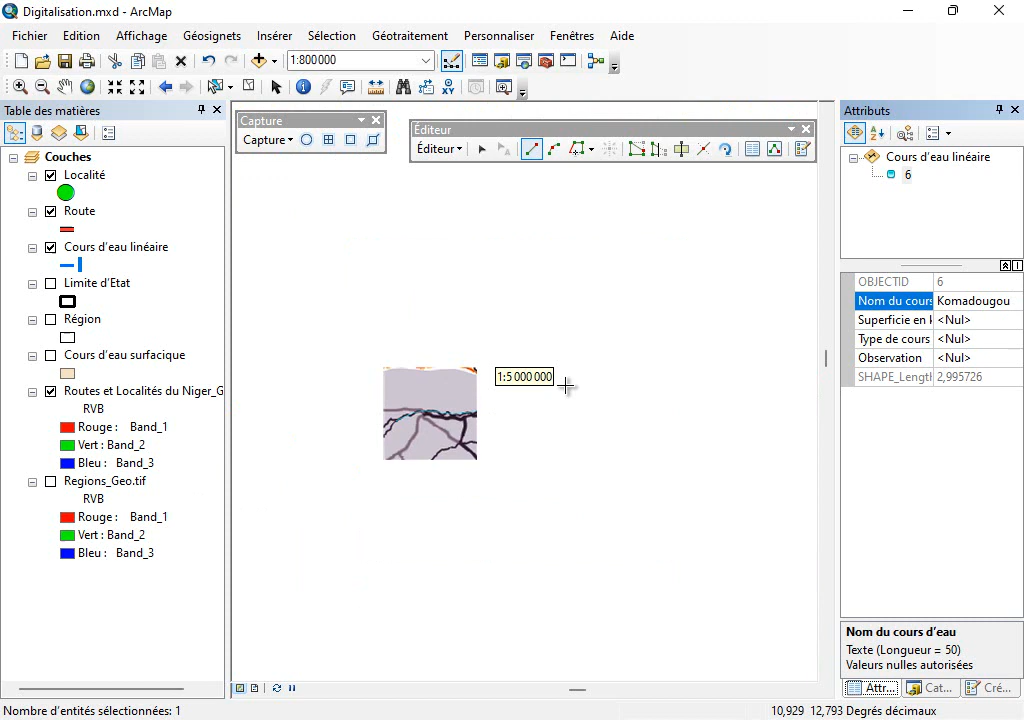 Digitalisation.mxd - ArcMap
Fichier Edition Affichage Géosignets Insérer Sélection Géotraitement Personnaliser Fenêtres Aide
1:800 000
Table des matières
Couches
Localité
Route
Cours d'eau linéaire
Limite d'Etat
Région
Cours d'eau surfacique
Routes et Localités du Niger_G
RVB
Rouge : Band_1
Vert : Band_2
Bleu : Band_3
Regions_Geo.tif
RVB
Rouge : Band_1
Vert : Band_2
Bleu : Band_3
Capture
Capture
Éditeur
Éditeur
1:5 000 000
Attributs
Cours d'eau linéaire
6
OBJECTID 6
Nom du cours Komadougou
Superficie en <Nul>
Type de cours <Nul>
Observation <Nul>
SHAPE_Lengt 2,995726
Nom du cours d'eau
Texte (Longueur = 50)
Valeurs nulles autorisées
Attr... Cat... Cré...
Nombre d'entités sélectionnées: 1
10,929 12,793 Degrés décimaux